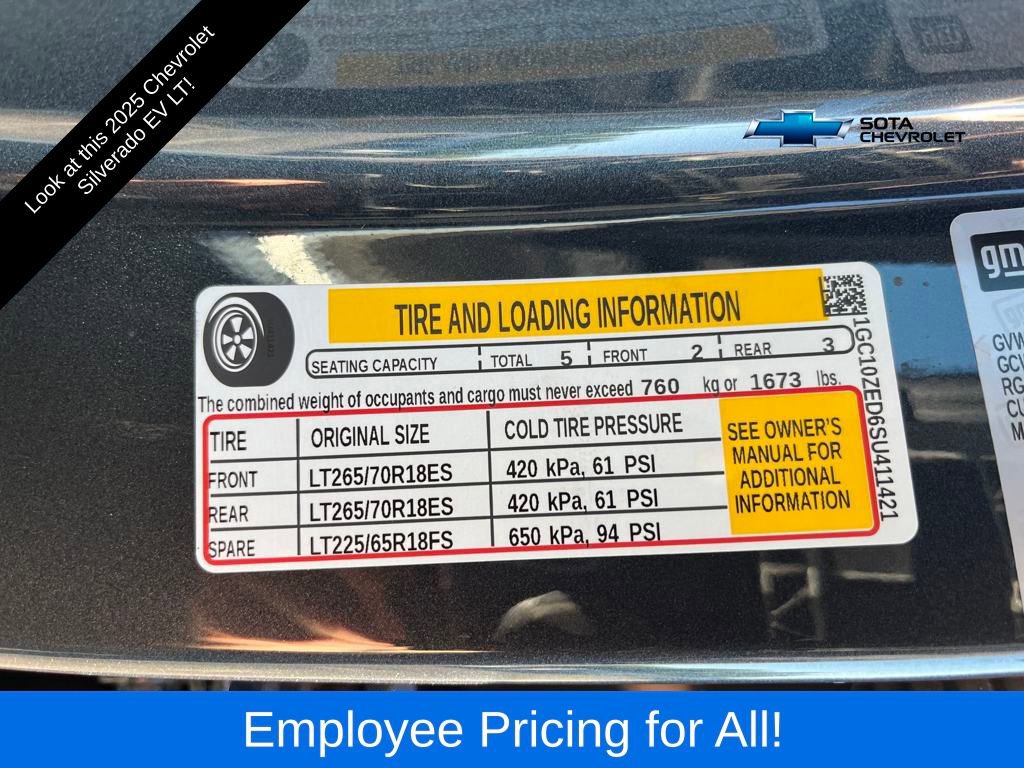 Look at this 2025 Chevrolet
Silverado EV LT!
SOTA
CHEVROLET
gm
TIRE AND LOADING INFORMATION
SEATING CAPACITY TOTAL 5 FRONT 2 REAR 3
The combined weight of occupants and cargo must never exceed 760 kg or 1673 lbs.
TIRE ORIGINAL SIZE COLD TIRE PRESSURE
FRONT LT265/70R18ES 420 kPa, 61 PSI
REAR LT265/70R18ES 420 kPa, 61 PSI
SPARE LT225/65R18FS 650 kPa, 94 PSI
SEE OWNER'S
MANUAL FOR
ADDITIONAL
INFORMATION
1GC10ZED6SU411421
Employee Pricing for All!